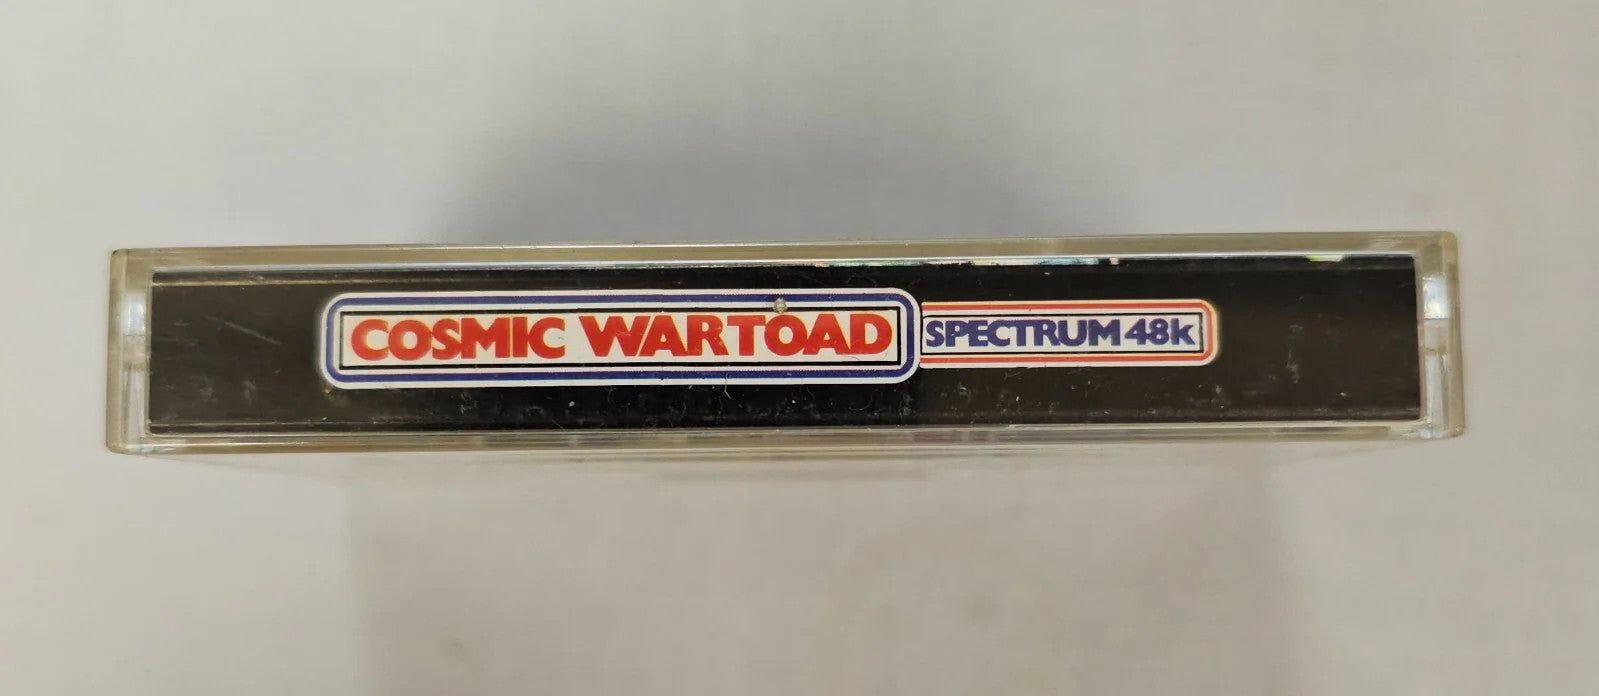 COSMIC WARTOAD SPECTRUM 48k